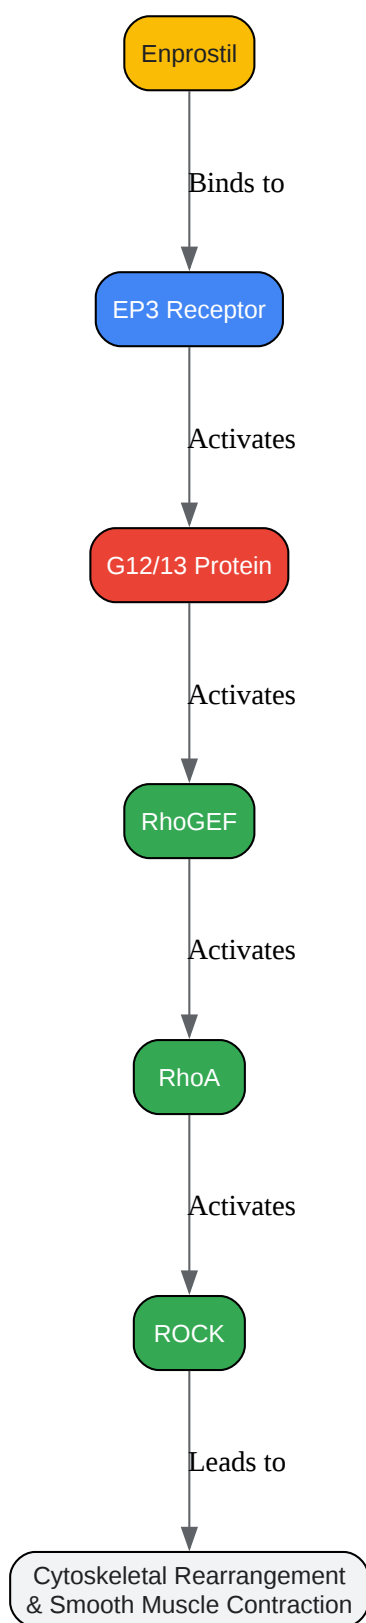 Enprostil
Binds to
EP3 Receptor
Activates
G12/13 Protein
Activates
RhoGEF
Activates
RhoA
Activates
ROCK
Leads to
Cytoskeletal Rearrangement
& Smooth Muscle Contraction